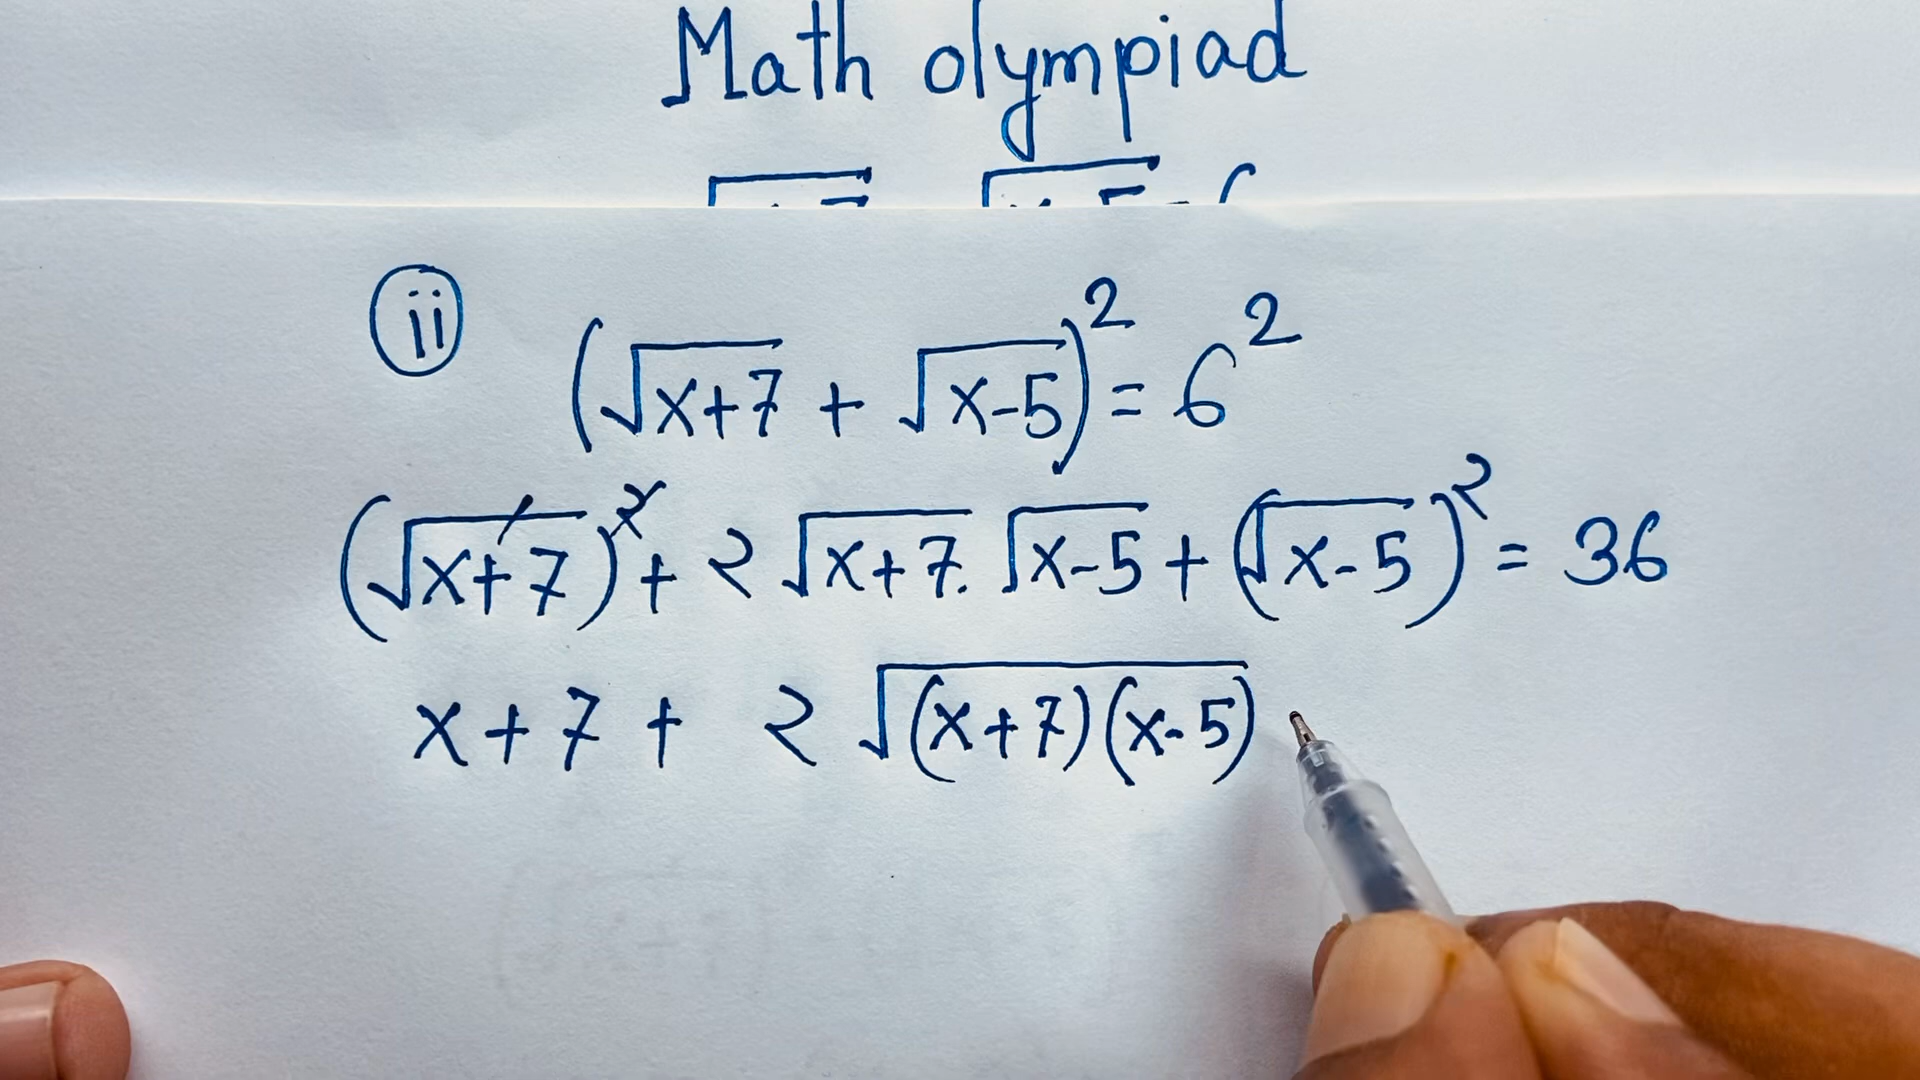 Math olympiad
(ii) (√(x+7) + √(x-5))² = 6²
(√(x+7))² + 2√(x+7) . √(x-5) + (√(x-5))² = 36
x + 7 + 2√((x+7)(x-5))